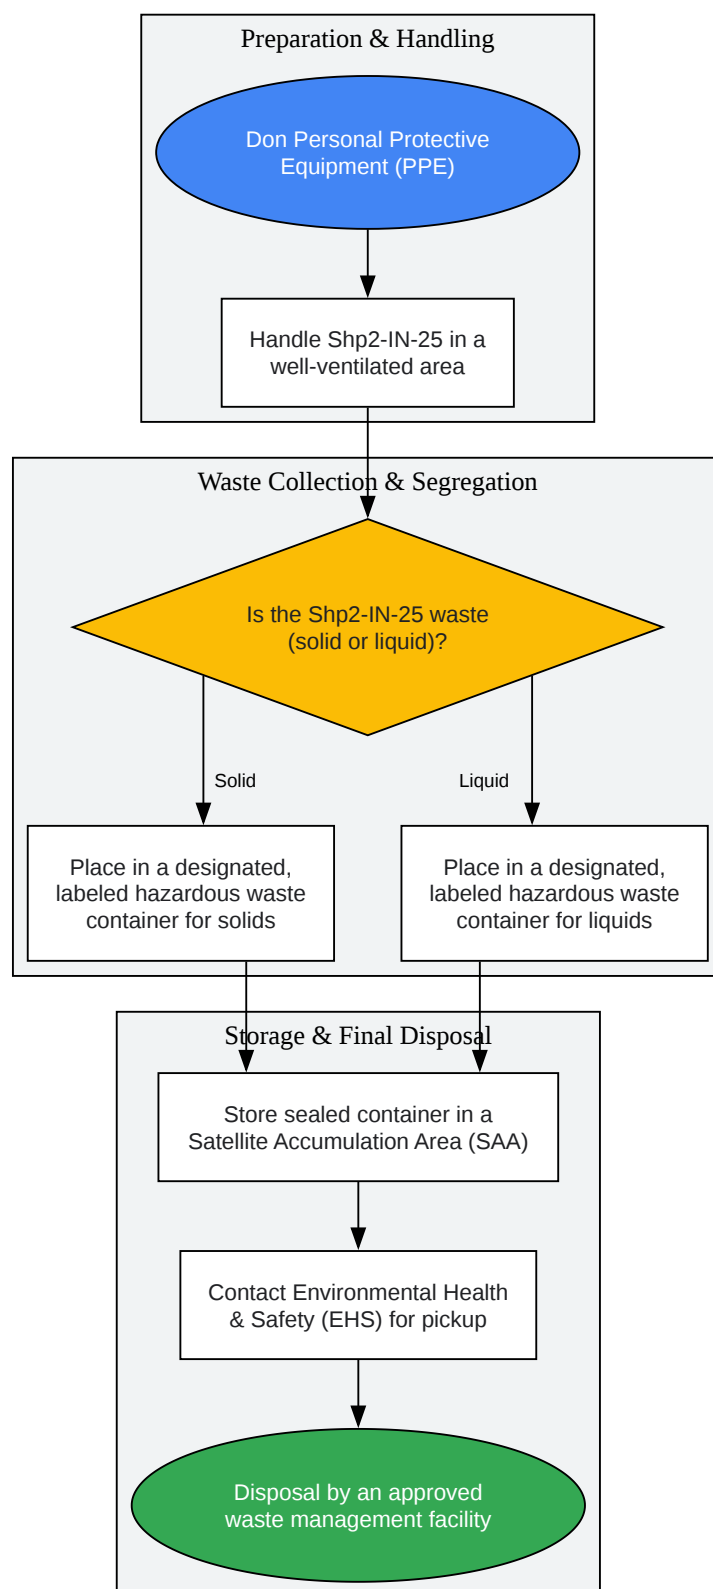 Preparation & Handling
Don Personal Protective
Equipment (PPE)
Handle Shp2-IN-25 in a
well-ventilated area
Waste Collection & Segregation
Is the Shp2-IN-25 waste
(solid or liquid)?
Solid
Liquid
Place in a designated,
labeled hazardous waste
container for solids
Place in a designated,
labeled hazardous waste
container for liquids
Storage & Final Disposal
Store sealed container in a
Satellite Accumulation Area (SAA)
Contact Environmental Health
& Safety (EHS) for pickup
Disposal by an approved
waste management facility